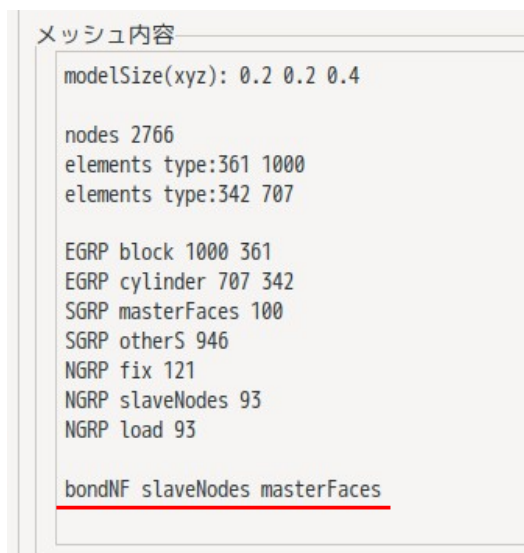 メッシュ内容
modelSize(xyz): 0.2 0.2 0.4
nodes 2766
elements type:361 1000
elements type:342 707
EGRP block 1000 361
EGRP cylinder 707 342
SGRP masterFaces 100
SGRP otherS 946
NGRP fix 121
NGRP slaveNodes 93
NGRP load 93
bondNF slaveNodes masterFaces